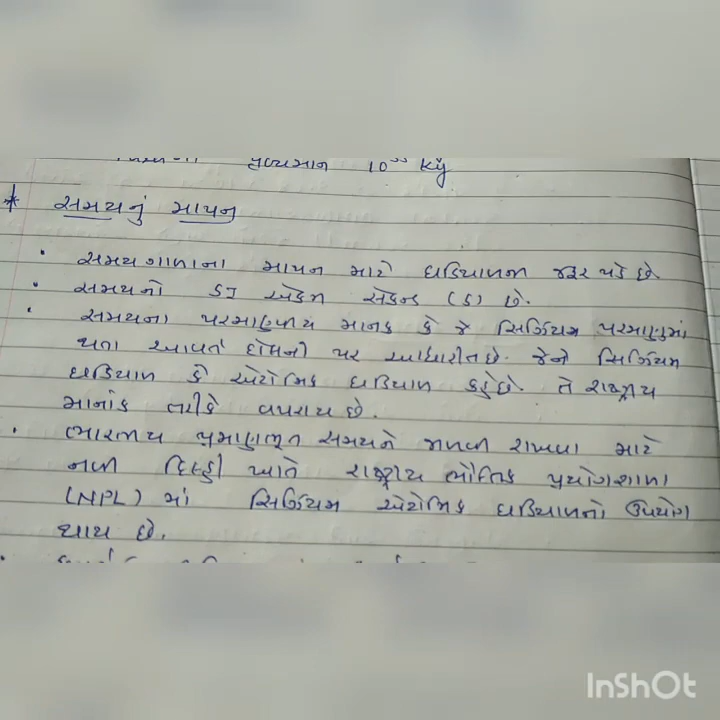 દ્રવ્યમાન 10 Kg
* સમયનું માપન
• સમયગાળાના માપન માટે ઘડિયાળની જરૂર પડે છે
• સમયનો SI એકમ સેકન્ડ (S) છે.
• સમયના પરમાણ્વીય માનક કે જે સિઝિયમ પરમાણુમાં
થતા આવર્ત દોલનો પર આધારીત છે. જેને સિઝિયમ
ઘડિયાળ કે એટોમિક ઘડિયાળ કહે છે તે રાષ્ટ્રીય
માનાંક તરીકે વપરાય છે.
• ભારતીય પ્રમાણભૂત સમયને જાળવી રાખવા માટે
નવી દિલ્હી ખાતે રાષ્ટ્રીય ભૌતિક પ્રયોગશાળા
(NPL) માં સિઝિયમ એટોમિક ઘડિયાળનો ઉપયોગ
થાય છે.
InShOt